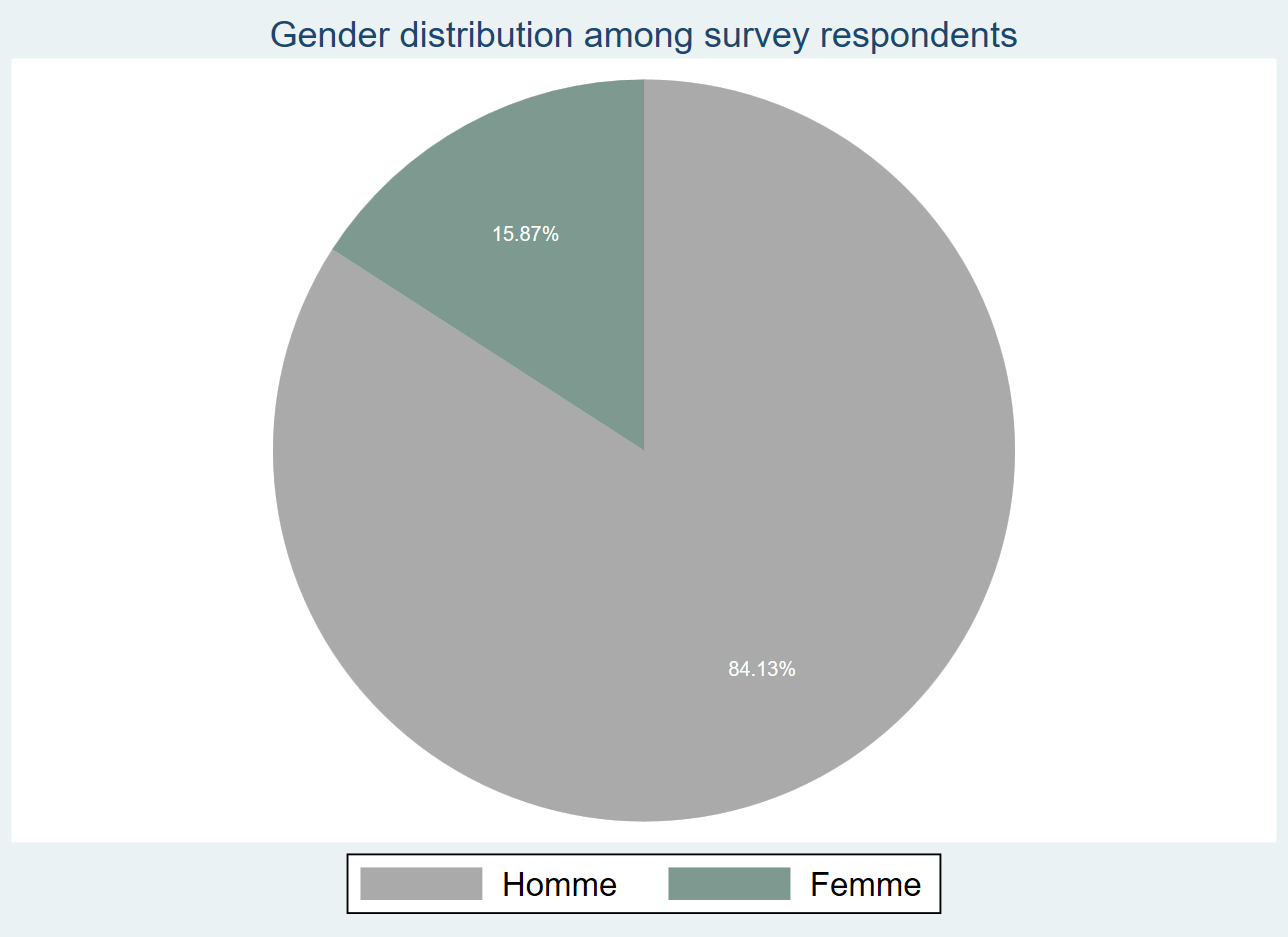 Gender distribution among survey respondents
15.87%
84.13%
Homme
Femme